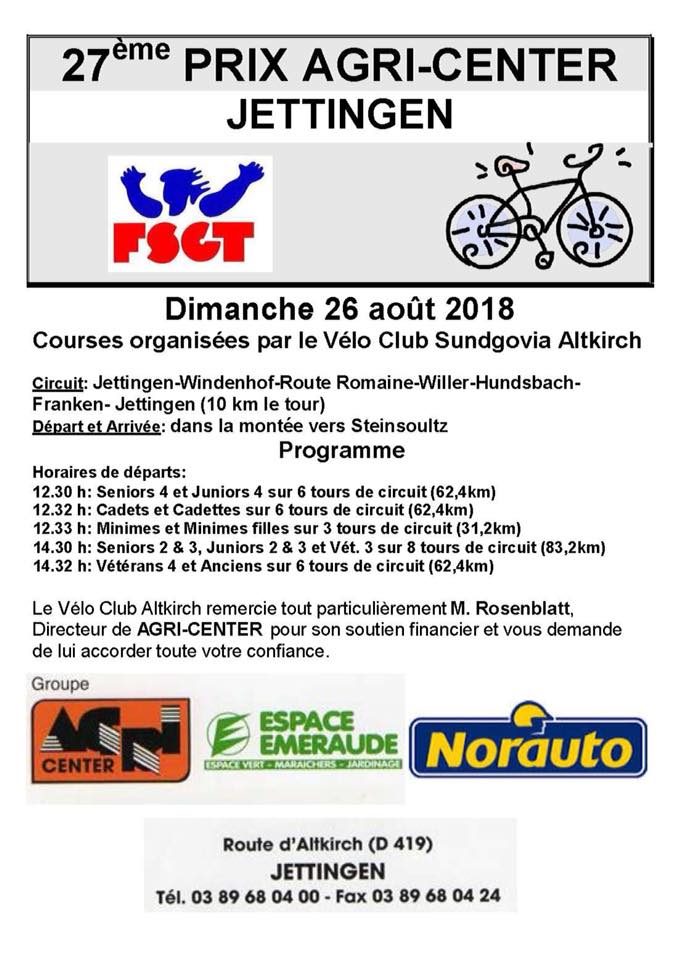 27ème PRIX AGRI-CENTER
JETTINGEN
FSGT
Dimanche 26 août 2018
Courses organisées par le Vélo Club Sundgovia Altkirch
Circuit: Jettingen-Windenhof-Route Romaine-Willer-Hundsbach-
Franken- Jettingen (10 km le tour)
Départ et Arrivée: dans la montée vers Steinsoultz
Programme
Horaires de départs:
12.30 h: Seniors 4 et Juniors 4 sur 6 tours de circuit (62,4km)
12.32 h: Cadets et Cadettes sur 6 tours de circuit (62,4km)
12.33 h: Minimes et Minimes filles sur 3 tours de circuit (31,2km)
14.30 h: Seniors 2 & 3, Juniors 2 & 3 et Vét. 3 sur 8 tours de circuit (83,2km)
14.32 h: Vétérans 4 et Anciens sur 6 tours de circuit (62,4km)
Le Vélo Club Altkirch remercie tout particulièrement M. Rosenblatt,
Directeur de AGRI-CENTER pour son soutien financier et vous demande
de lui accorder toute votre confiance.
Groupe
AGRI
CENTER
ESPACE
EMERAUDE
ESPACE VERT - MARAICHERS - JARDINAGE
Norauto
Route d'Altkirch (D 419)
JETTINGEN
Tél. 03 89 68 04 00 - Fax 03 89 68 04 24